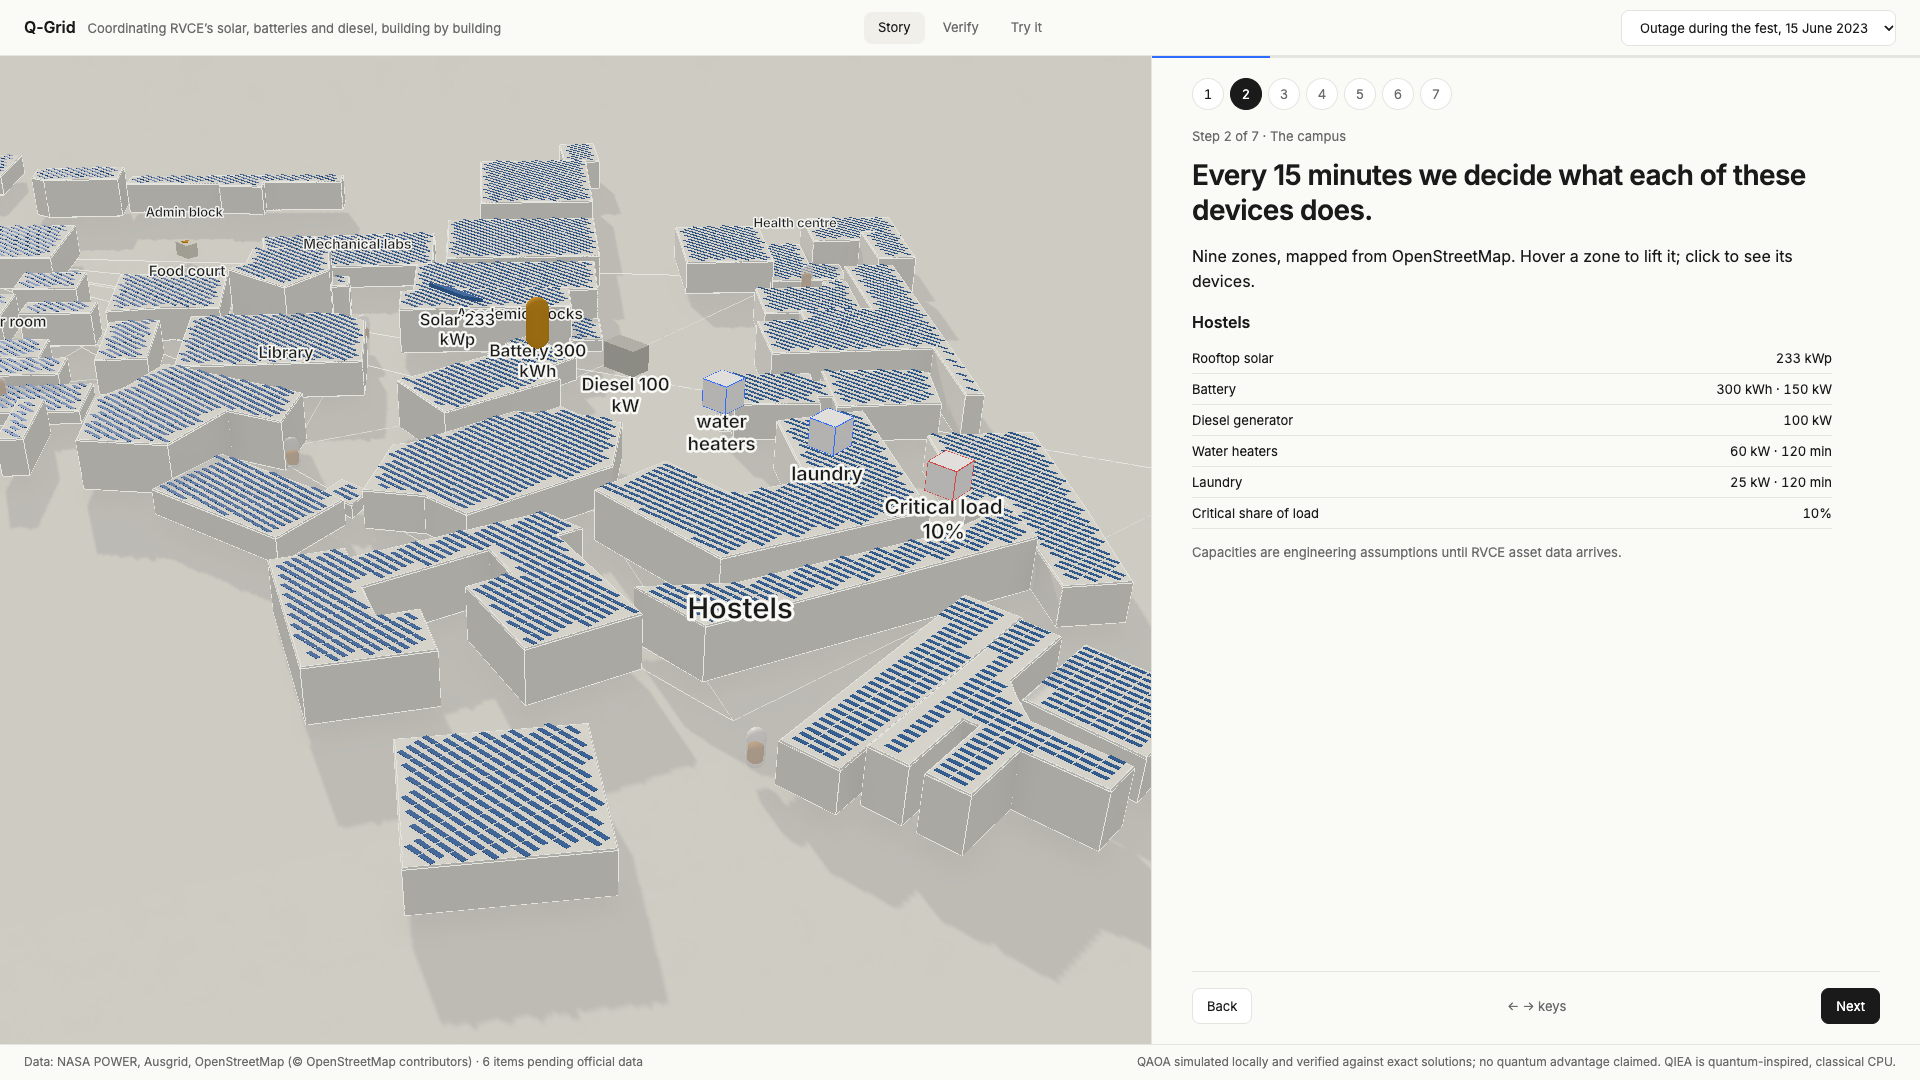 Q-Grid
Coordinating RVCE's solar, batteries and diesel, building by building
Story
Verify
Try it
Outage during the fest, 15 June 2023
Admin block
Mechanical labs
Food court
Health centre
r room
Library
Solar 233
kWp
Battery 300
kWh
Diesel 100
kW
water
heaters
laundry
Critical load
10%
Hostels
1
2
3
4
5
6
7
Step 2 of 7 · The campus
Every 15 minutes we decide what each of these
devices does.
Nine zones, mapped from OpenStreetMap. Hover a zone to lift it; click to see its
devices.
Hostels
Rooftop solar 233 kWp
Battery 300 kWh · 150 kW
Diesel generator 100 kW
Water heaters 60 kW · 120 min
Laundry 25 kW · 120 min
Critical share of load 10%
Capacities are engineering assumptions until RVCE asset data arrives.
Back
← → keys
Next
Data: NASA POWER, Ausgrid, OpenStreetMap (© OpenStreetMap contributors) · 6 items pending official data
QAOA simulated locally and verified against exact solutions; no quantum advantage claimed. QIEA is quantum-inspired, classical CPU.